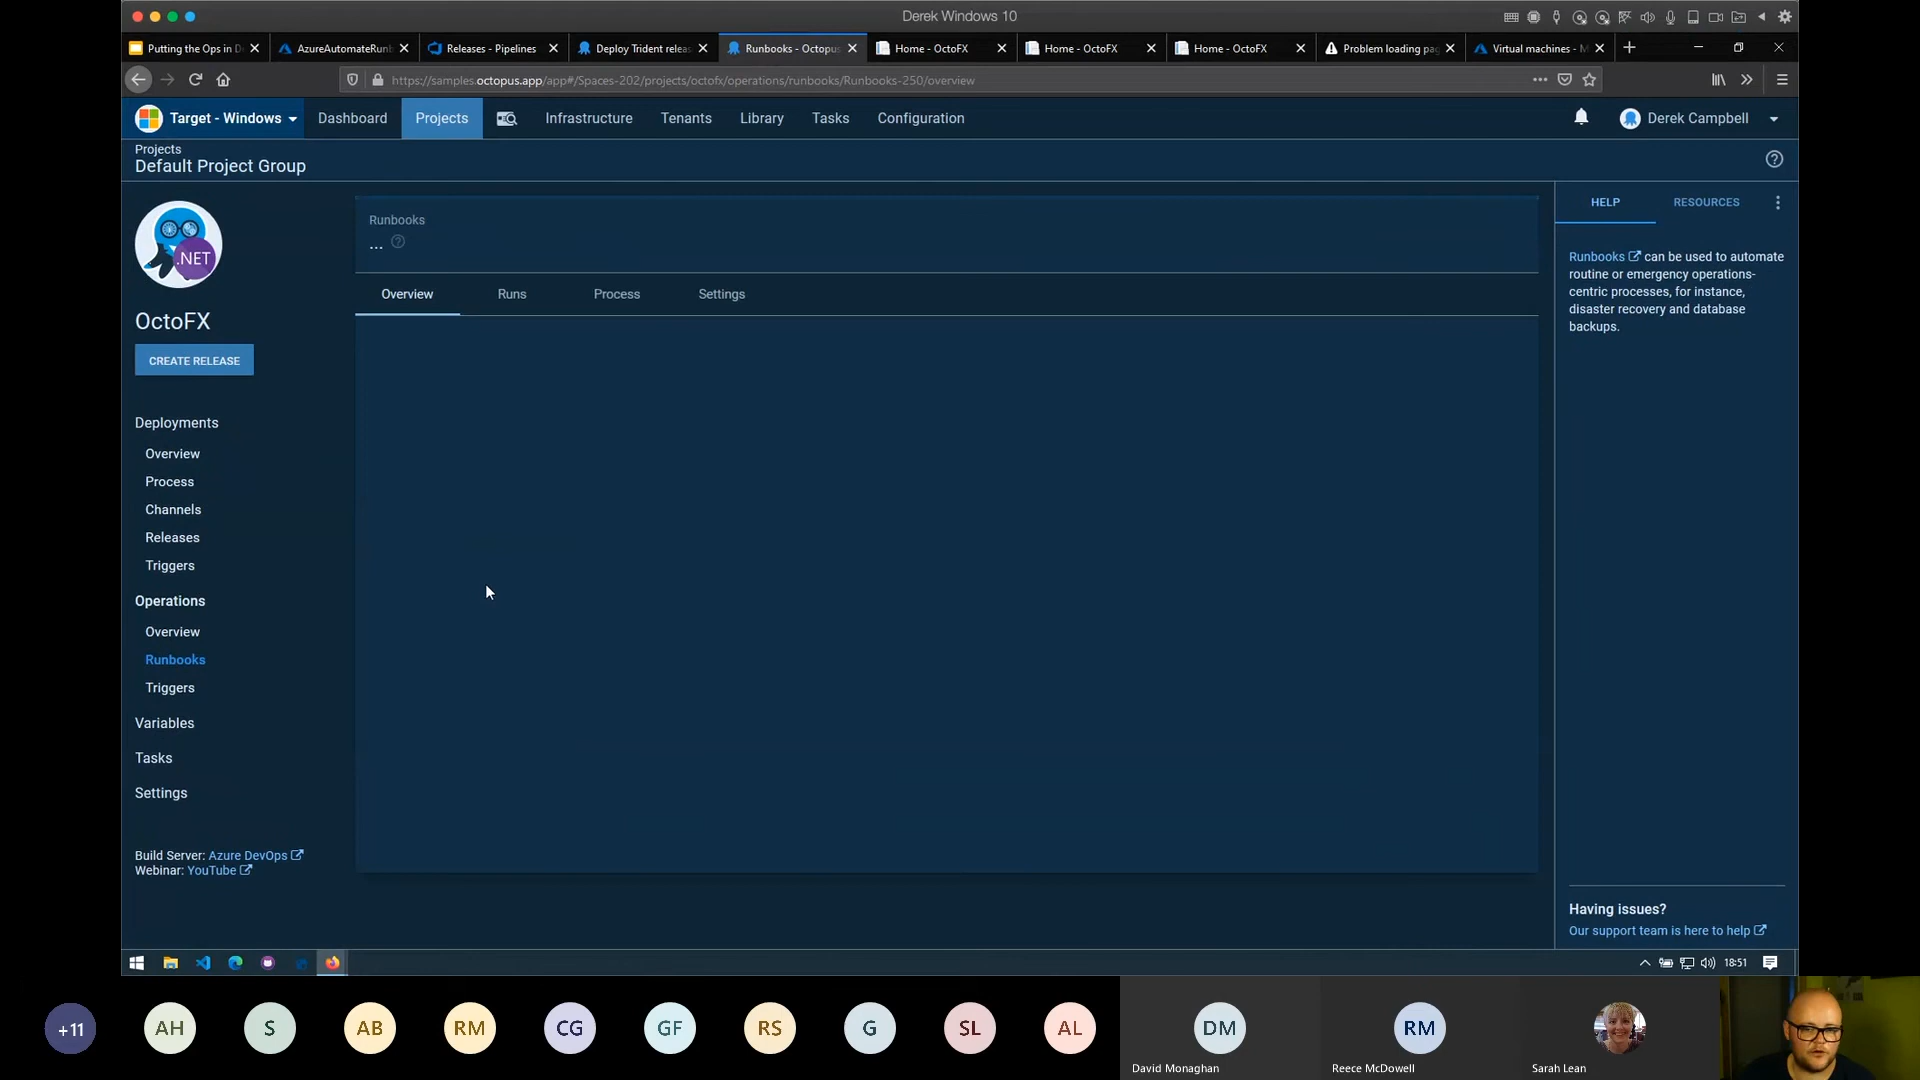 Derek Windows 10
Putting the Ops in D
AzureAutomateRunb
Releases - Pipelines
Deploy Trident releas
Runbooks - Octopus
Home - OctoFX
Home - OctoFX
Home - OctoFX
Problem loading pag
Virtual machines - M
https://samples.octopus.app/app#/Spaces-202/projects/octofx/operations/runbooks/Runbooks-250/overview
Target - Windows
Dashboard
Projects
Infrastructure
Tenants
Library
Tasks
Configuration
Derek Campbell
Projects
Default Project Group
.NET
OctoFX
CREATE RELEASE
Deployments
Overview
Process
Channels
Releases
Triggers
Operations
Overview
Runbooks
Triggers
Variables
Tasks
Settings
Build Server: Azure DevOps
Webinar: YouTube
Runbooks
...
Overview
Runs
Process
Settings
HELP
RESOURCES
Runbooks can be used to automate
routine or emergency operations-
centric processes, for instance,
disaster recovery and database
backups.
Having issues?
Our support team is here to help
18:51
+11
AH
S
AB
RM
CG
GF
RS
G
SL
AL
DM
David Monaghan
RM
Reece McDowell
Sarah Lean